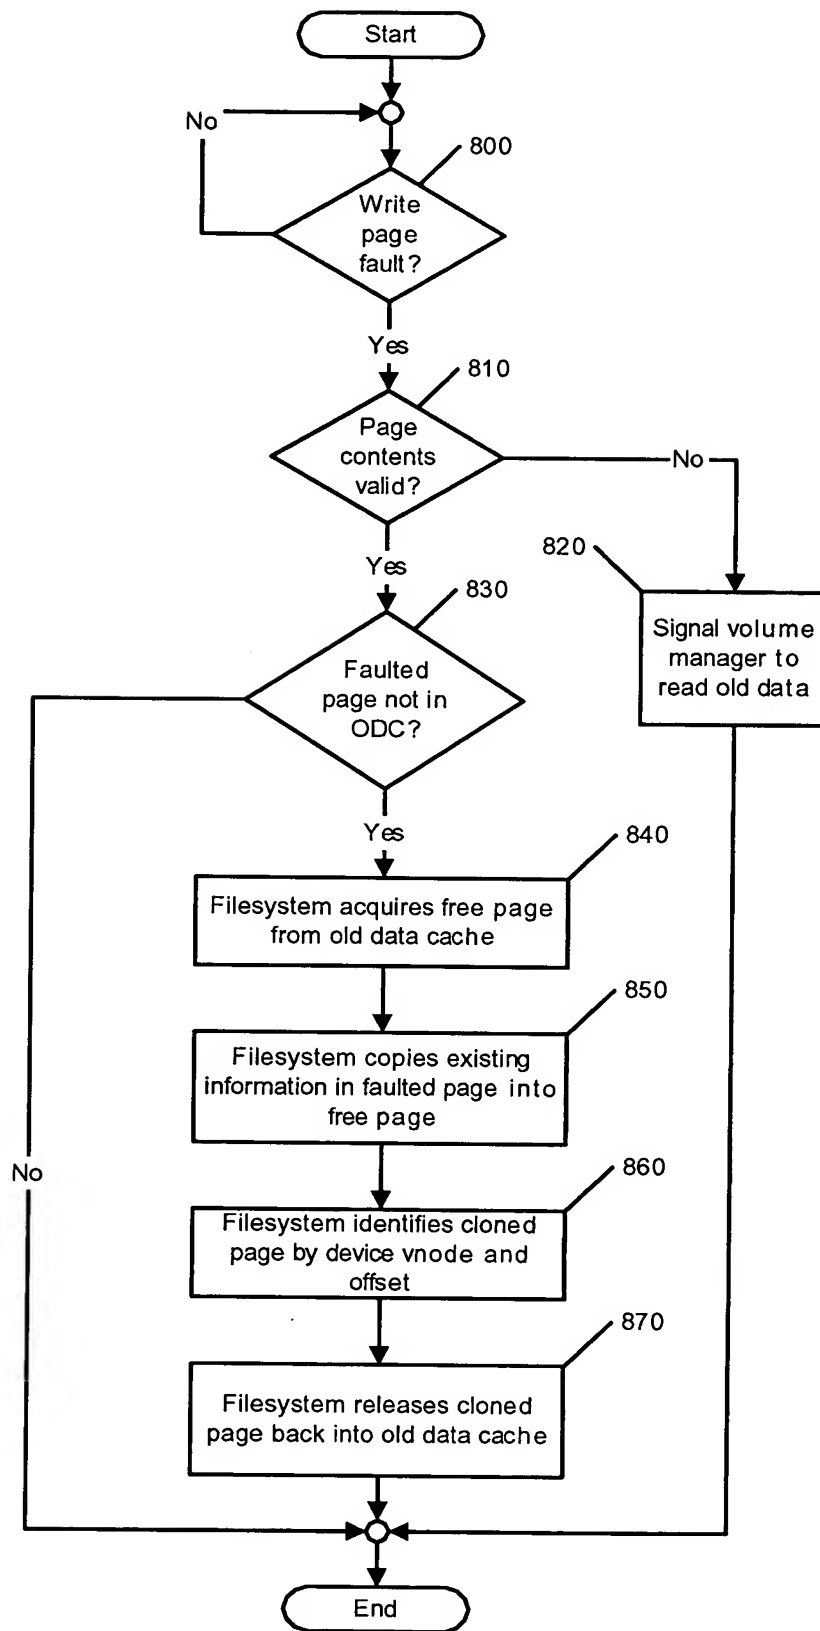 Start
No
800
Write
page
fault?
Yes
810
Page
contents
valid?
No
Yes
820
830
Signal volume
manager to
read old data
Faulted
page not in
ODC?
Yes
840
Filesystem acquires free page
from old data cache
850
Filesystem copies existing
information in faulted page into
free page
No
860
Filesystem identifies cloned
page by device vnode and
offset
870
Filesystem releases cloned
page back into old data cache
End